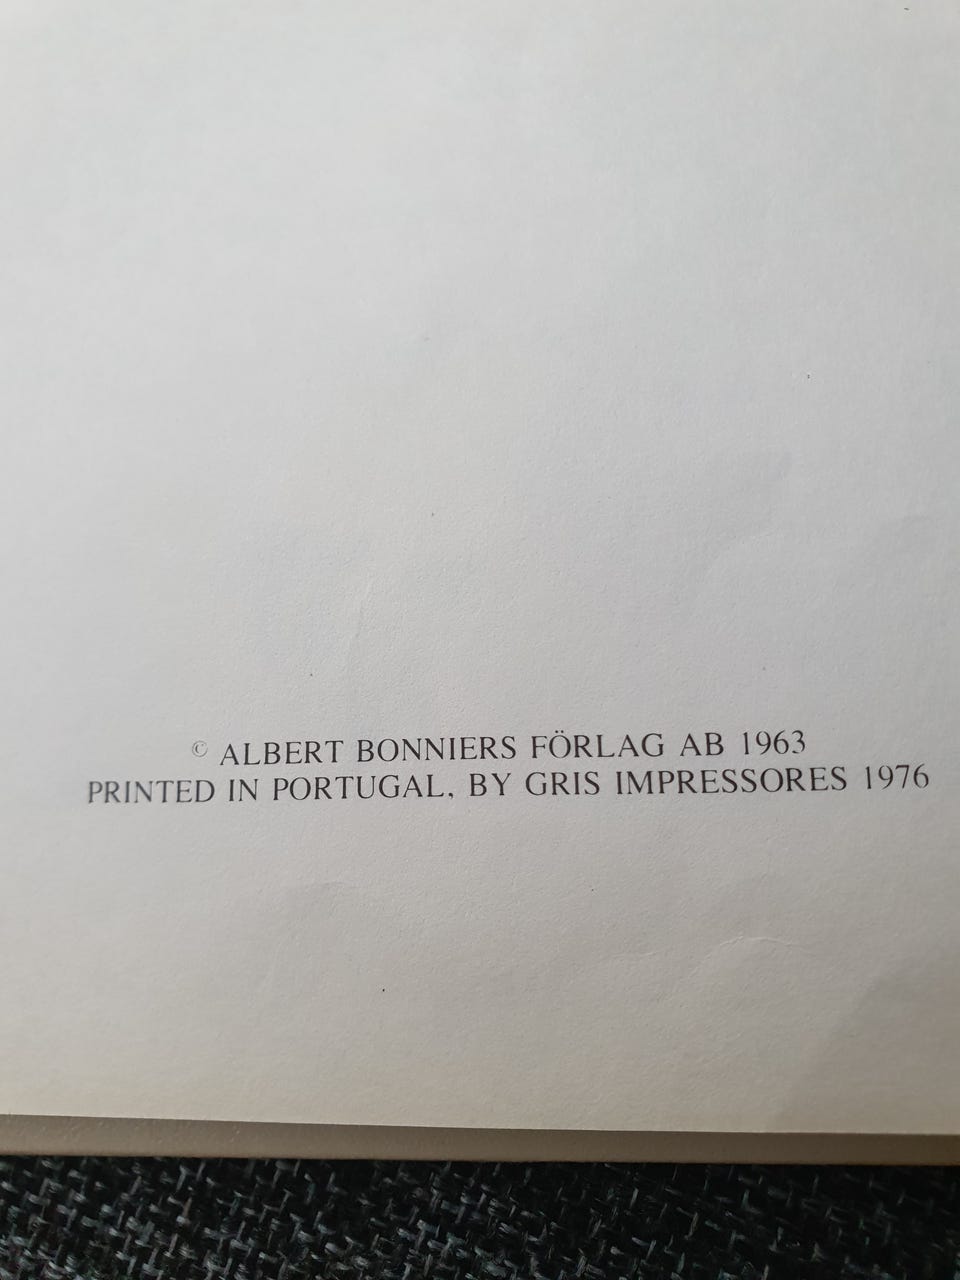 © ALBERT BONNIERS FÖRLAG AB 1963
PRINTED IN PORTUGAL, BY GRIS IMPRESSORES 1976